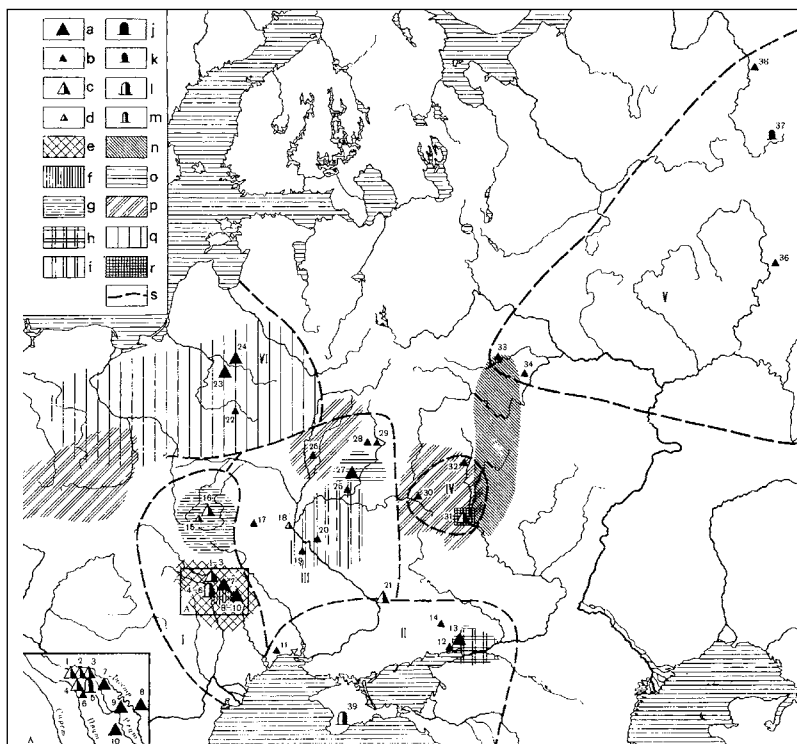 a j
b k
c l
d m
e n
f o
g p
h q
i r
s
38
37
36
V
33
34
24
VI
23
22
28 29
26
27
25
32
IV
30
31
16
15
17
18
20
19
III
1 3
7
4 6
8
10
A
I
21
14
II
13
12
11
39
1 2 3
7
4 5
6
8
9
10
A